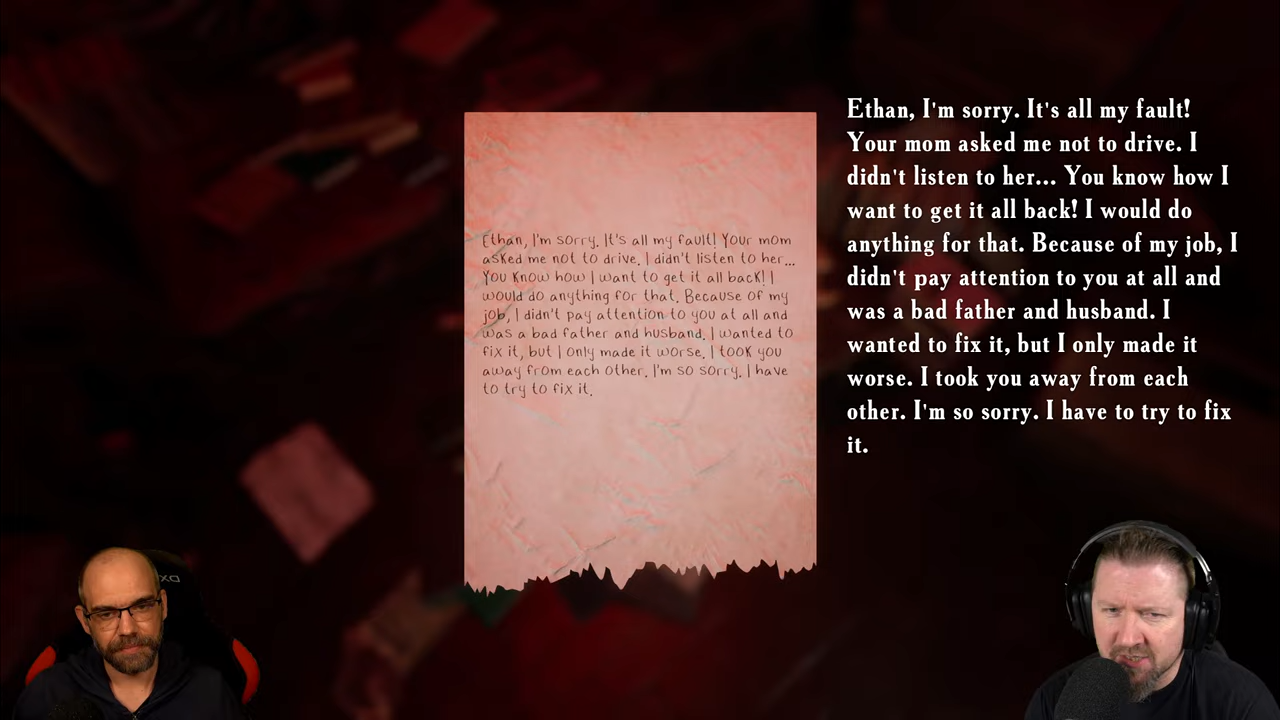 Ethan, I'm sorry. It's all my fault! Your mom
asked me not to drive. I didn't listen to her...
You know how I want to get it all back! I
would do anything for that. Because of my
job, I didn't pay attention to you at all and
was a bad father and husband. I wanted to
fix it, but I only made it worse. I took you
away from each other. I'm so sorry. I have
to try to fix it.
Ethan, I'm sorry. It's all my fault!
Your mom asked me not to drive. I
didn't listen to her... You know how I
want to get it all back! I would do
anything for that. Because of my job, I
didn't pay attention to you at all and
was a bad father and husband. I
wanted to fix it, but I only made it
worse. I took you away from each
other. I'm so sorry. I have to try to fix
it.